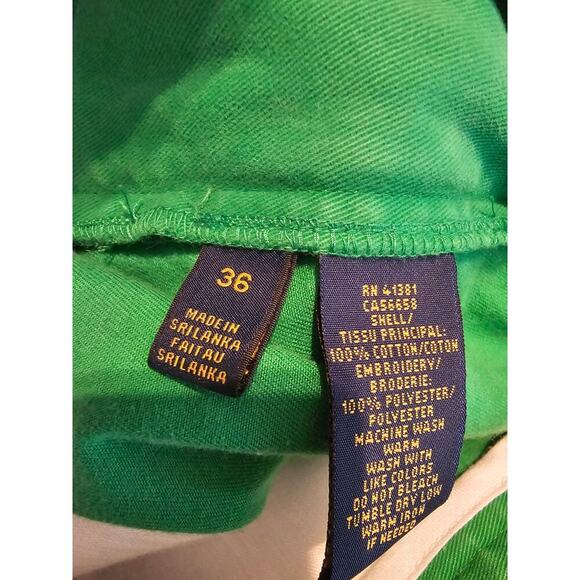 36
MADE IN
SRI LANKA
FAIT AU
SRI LANKA
RN 41381
CA56658
SHELL/
TISSU PRINCIPAL:
100% COTTON/COTON
EMBROIDERY/
BRODERIE:
100% POLYESTER/
POLYESTER
MACHINE WASH
WARM
WASH WITH
LIKE COLORS
DO NOT BLEACH
TUMBLE DRY LOW
WARM IRON
IF NEEDED